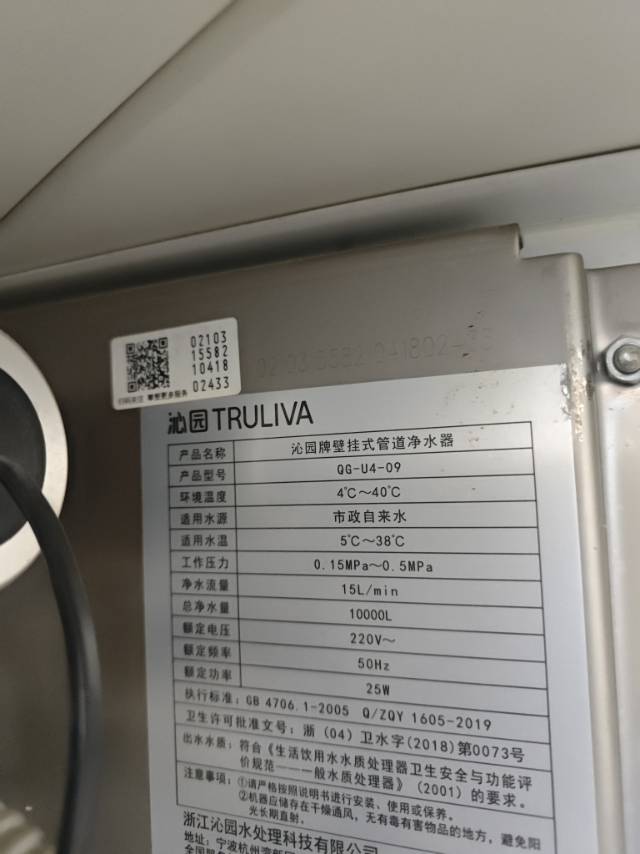 02103
15582
10418
02433
扫码关注 尊享更多服务
沁园 TRULIVA
产品名称 沁园牌壁挂式管道净水器
产品型号 QG-U4-09
环境温度 4℃～40℃
适用水源 市政自来水
适用水温 5℃～38℃
工作压力 0.15MPa～0.5MPa
净水流量 15L/min
总净水量 10000L
额定电压 220V～
额定频率 50Hz
额定功率 25W
执行标准：GB 4706.1-2005 Q/ZQY 1605-2019
卫生许可批准文号：浙（04）卫水字(2018)第0073号
出水水质：符合《生活饮用水水质处理器卫生安全与功能评
价规范——一般水质处理器》（2001）的要求。
注意事项：①请严格按照说明书进行安装、使用或保养。
②机器应储存在干燥通风，无有毒有害物品的地方，避免阳
光长期直射。
浙江沁园水处理科技有限公司